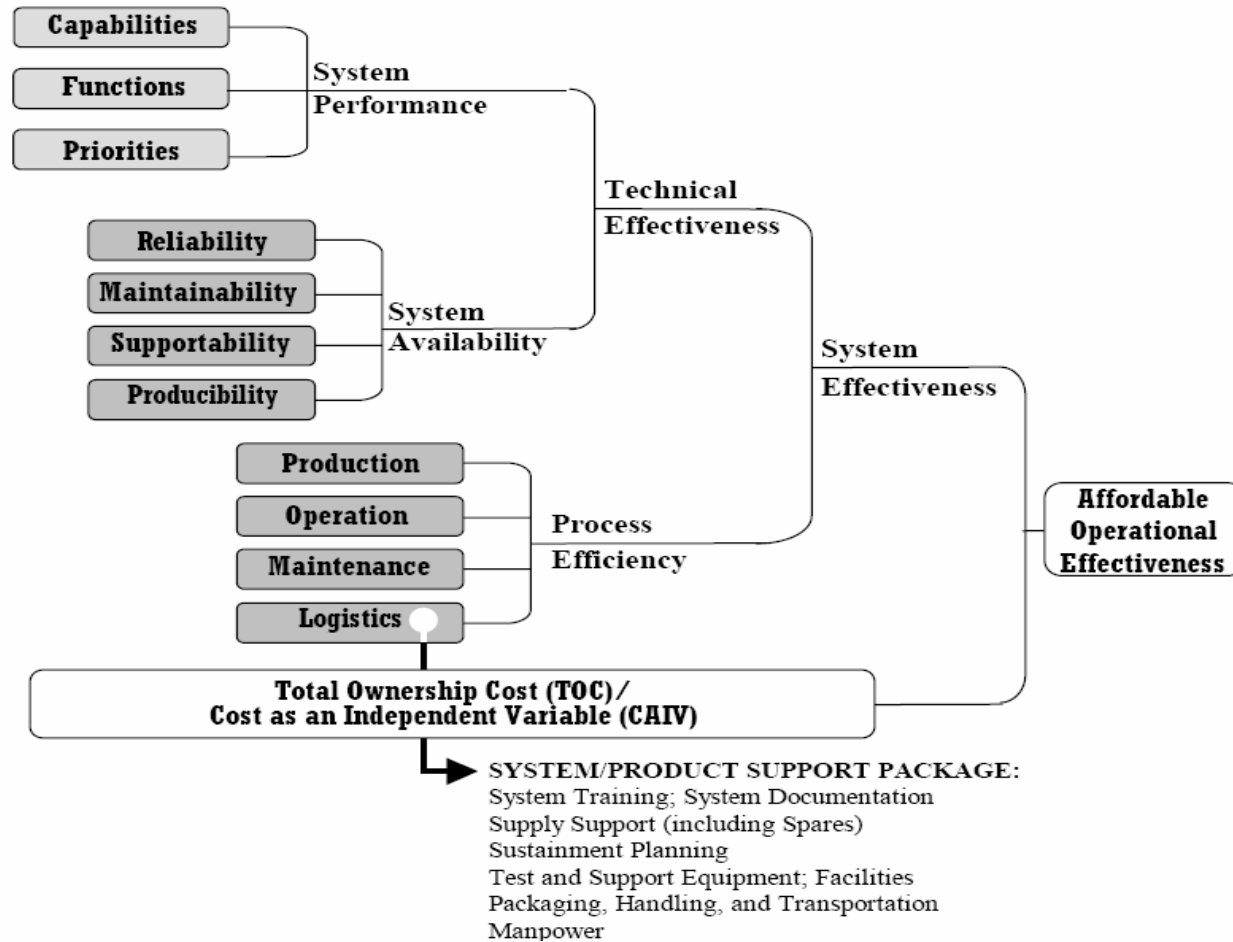 Capabilities
Functions
Priorities
System
Performance
Reliability
Maintainability
Supportability
Producibility
System
Availability
Technical
Effectiveness
Production
Operation
Maintenance
Logistics
Process
Efficiency
System
Effectiveness
Affordable
Operational
Effectiveness
Total Ownership Cost (TOC)/
Cost as an Independent Variable (CAIV)
SYSTEM/PRODUCT SUPPORT PACKAGE:
System Training; System Documentation
Supply Support (including Spares)
Sustainment Planning
Test and Support Equipment; Facilities
Packaging, Handling, and Transportation
Manpower